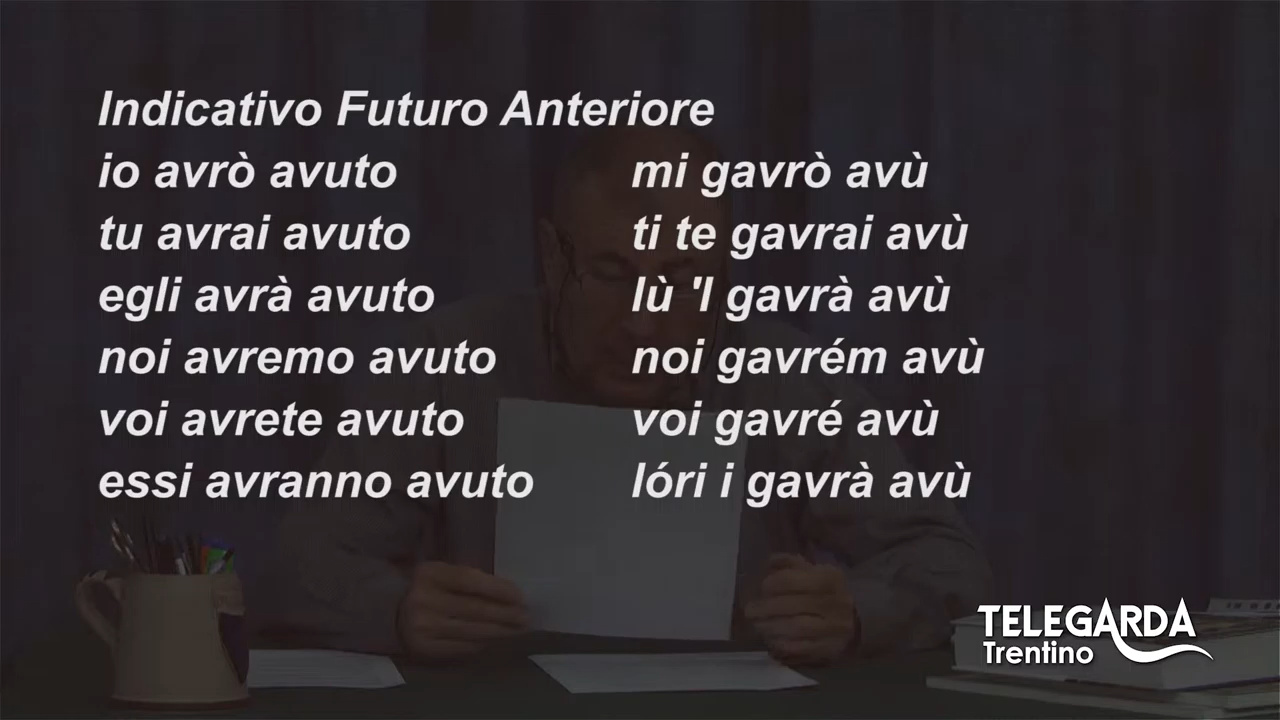 Indicativo Futuro Anteriore
io avrò avuto mi gavrò avù
tu avrai avuto ti te gavrai avù
egli avrà avuto lù 'l gavrà avù
noi avremo avuto noi gavrém avù
voi avrete avuto voi gavré avù
essi avranno avuto lóri i gavrà avù
TELEGARDA
Trentino